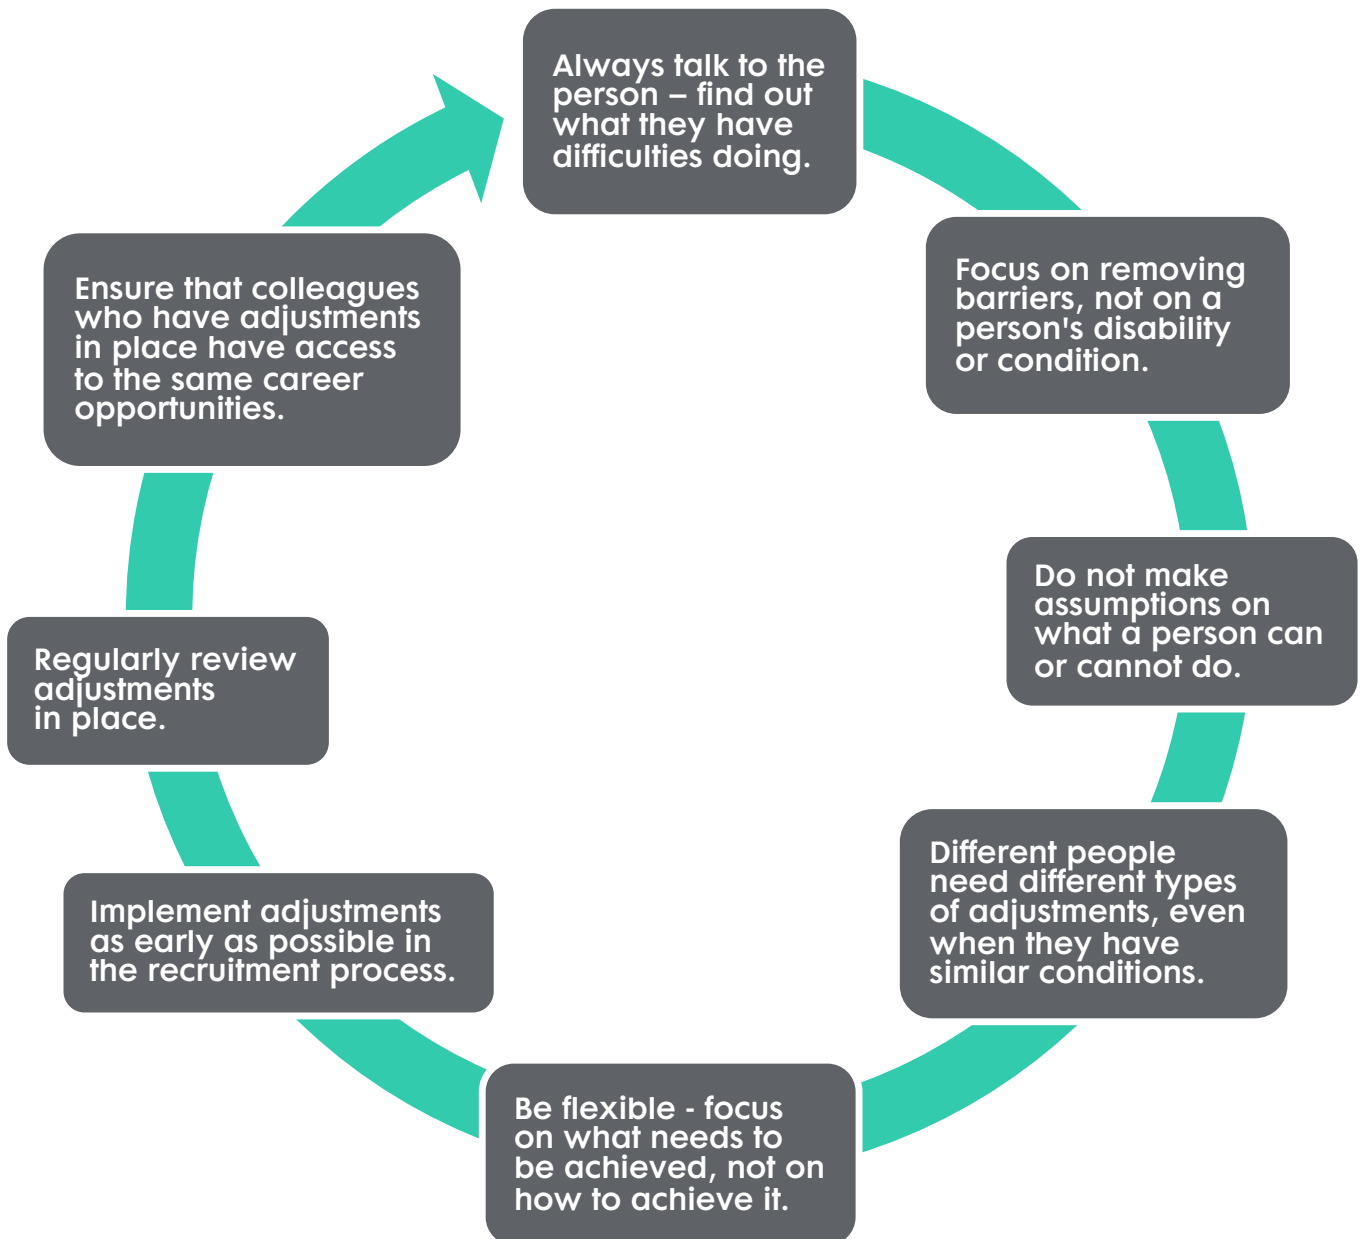 Always talk to the
person – find out
what they have
difficulties doing.
Focus on removing
barriers, not on a
person's disability
or condition.
Do not make
assumptions on
what a person can
or cannot do.
Different people
need different types
of adjustments, even
when they have
similar conditions.
Be flexible - focus
on what needs to
be achieved, not on
how to achieve it.
Implement adjustments
as early as possible in
the recruitment process.
Regularly review
adjustments
in place.
Ensure that colleagues
who have adjustments
in place have access
to the same career
opportunities.